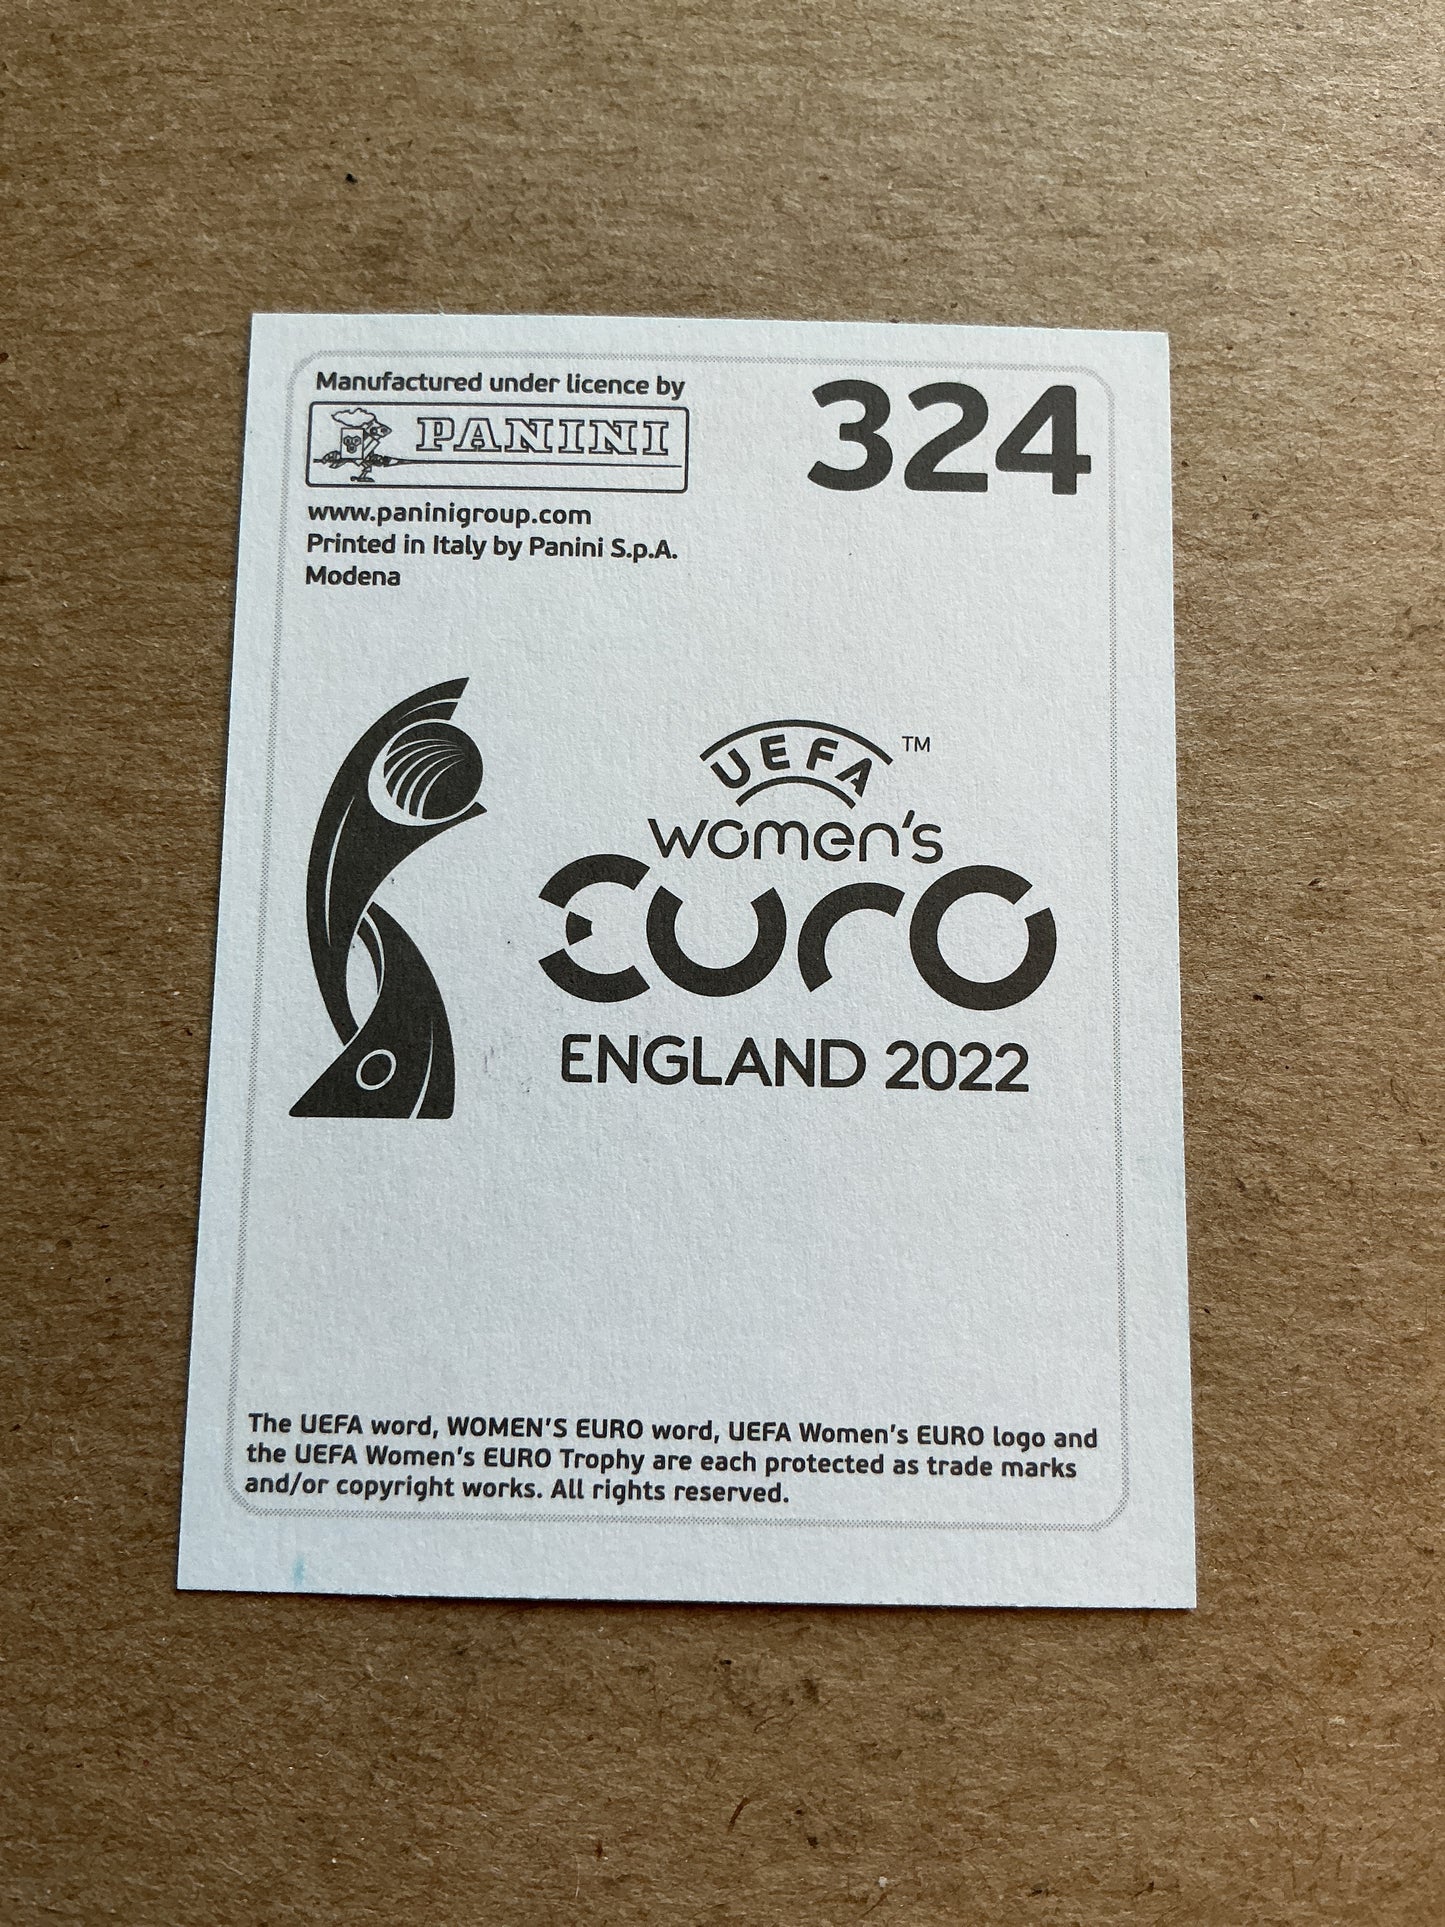 Manufactured under licence by
PANINI
324
www.paninigroup.com
Printed in Italy by Panini S.p.A.
Modena
UEFA ™
women's
EURO
ENGLAND 2022
The UEFA word, WOMEN'S EURO word, UEFA Women's EURO logo and
the UEFA Women's EURO Trophy are each protected as trade marks
and/or copyright works. All rights reserved.